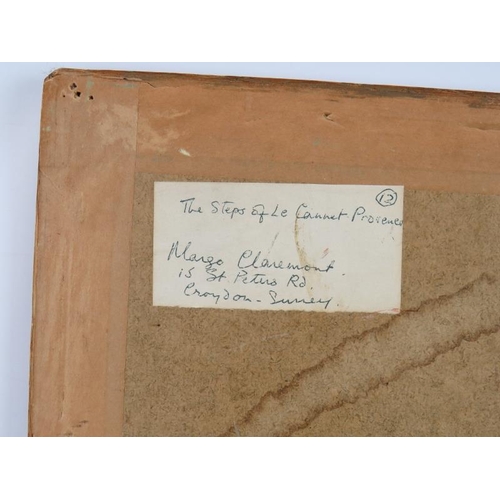 The Steps of Le Cannet Provence 12
Margo Claremont.
15 St Peters Rd
Croydon - Surrey